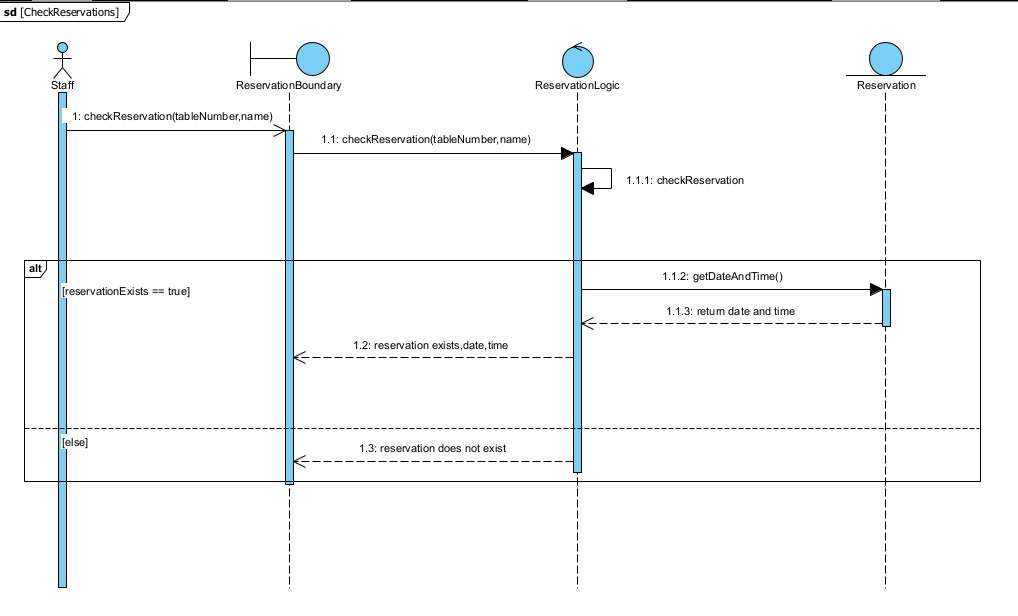 sd [CheckReservations]
Staff
ReservationBoundary
ReservationLogic
Reservation
1: checkReservation(tableNumber,name)
1.1: checkReservation(tableNumber,name)
1.1.1: checkReservation
alt
1.1.2: getDateAndTime()
[reservationExists == true]
1.1.3: return date and time
1.2: reservation exists,date,time
[else]
1.3: reservation does not exist